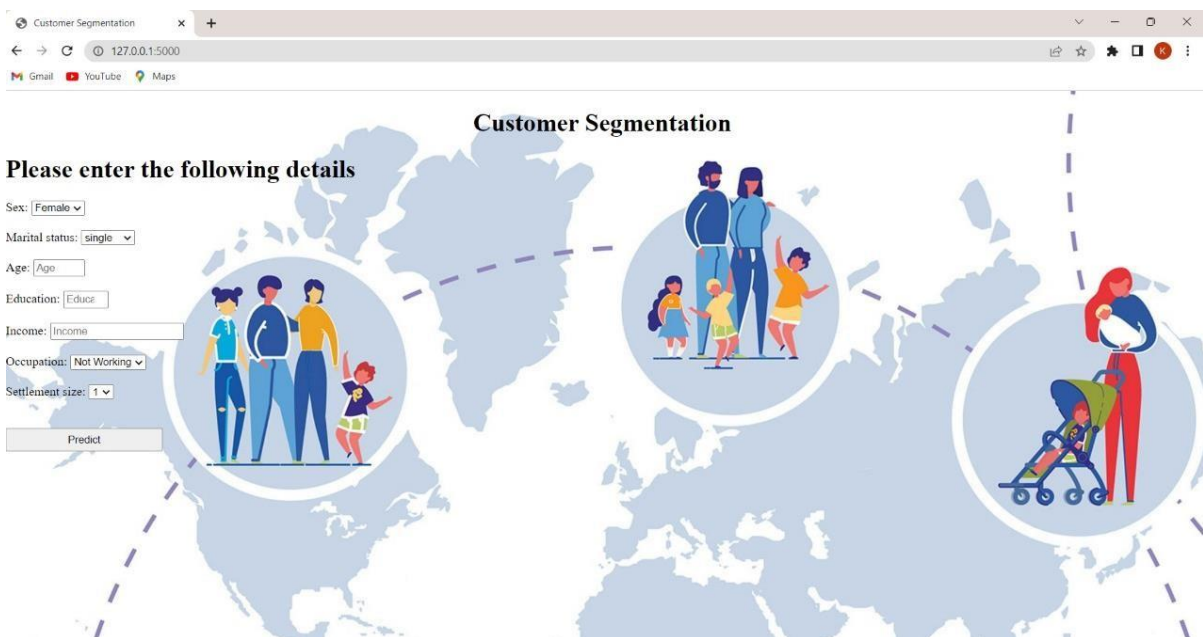 Customer Segmentation
127.0.0.1:5000
K
Gmail YouTube Maps
Customer Segmentation
Please enter the following details
Sex: Female
Marital status: single
Age: Age
Education: Educa
Income: Income
Occupation: Not Working
Settlement size: 1
Predict